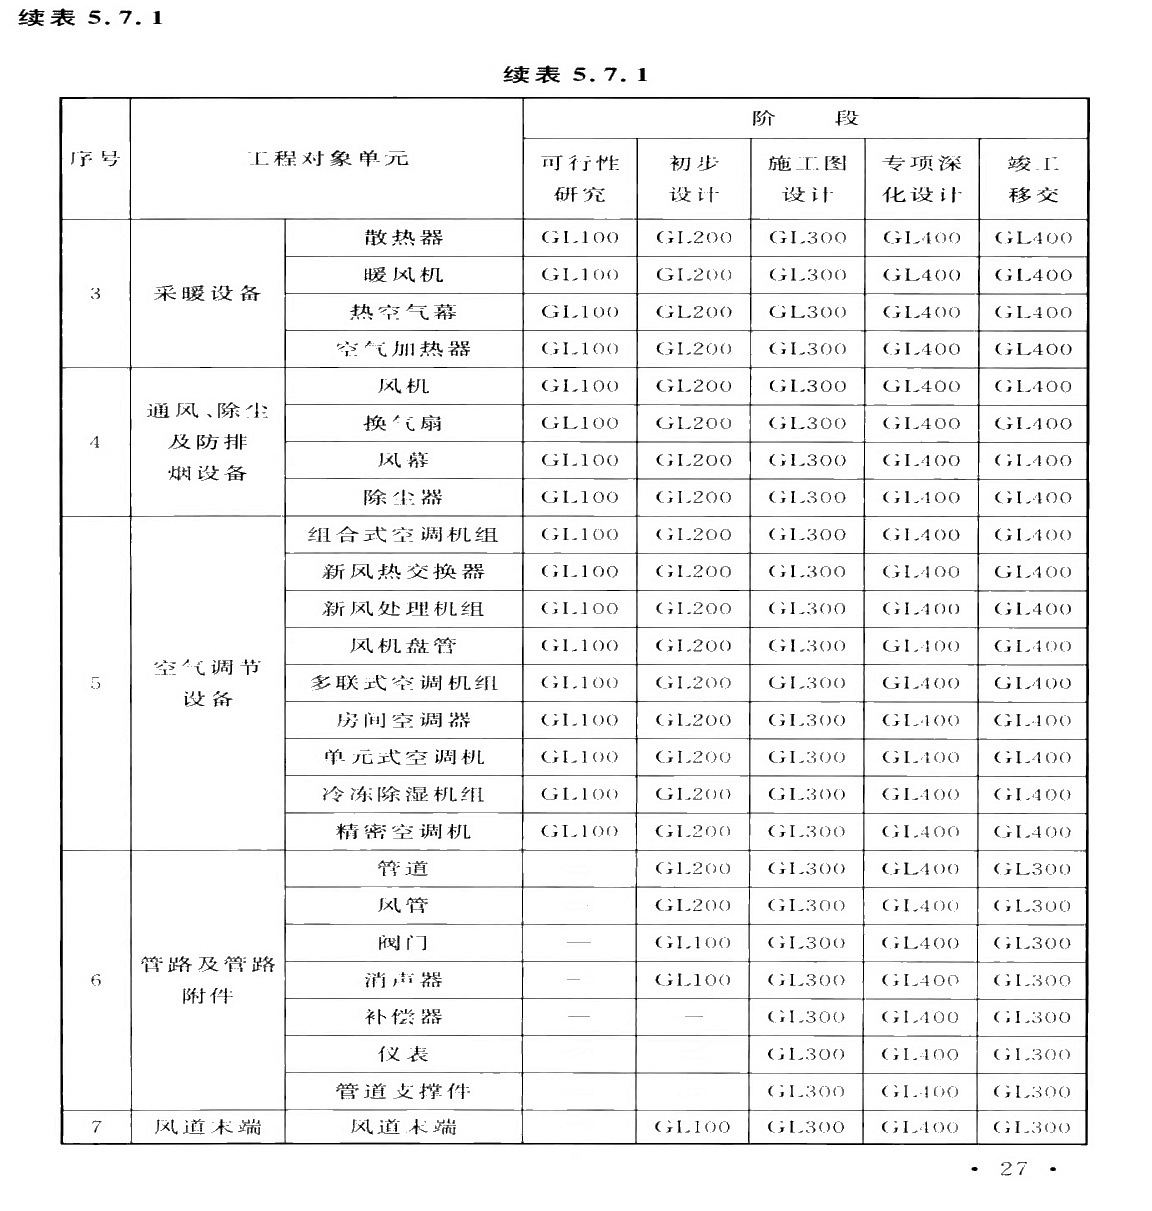 续表 5.7.1
续表 5.7.1
序号 工程对象单元 阶 段
可行性研究 初步设计 施工图设计 专项深化设计 竣工移交
3 采暖设备 散热器 GL100 GL200 GL300 GL400 GL400
暖风机 GL100 GL200 GL300 GL400 GL400
热空气幕 GL100 GL200 GL300 GL400 GL400
空气加热器 GL100 GL200 GL300 GL400 GL400
4 通风、除尘及防排烟设备 风机 GL100 GL200 GL300 GL400 GL400
换气扇 GL100 GL200 GL300 GL400 GL400
风幕 GL100 GL200 GL300 GL400 GL400
除尘器 GL100 GL200 GL300 GL400 GL400
5 空气调节设备 组合式空调机组 GL100 GL200 GL300 GL400 GL400
新风热交换器 GL100 GL200 GL300 GL400 GL400
新风处理机组 GL100 GL200 GL300 GL400 GL400
风机盘管 GL100 GL200 GL300 GL400 GL400
多联式空调机组 GL100 GL200 GL300 GL400 GL400
房间空调器 GL100 GL200 GL300 GL400 GL400
单元式空调机 GL100 GL200 GL300 GL400 GL400
冷冻除湿机组 GL100 GL200 GL300 GL400 GL400
精密空调机 GL100 GL200 GL300 GL400 GL400
6 管路及管路附件 管道 GL200 GL300 GL400 GL300
风管 GL200 GL300 GL400 GL300
阀门 — GL100 GL300 GL400 GL300
消声器 — GL100 GL300 GL400 GL300
补偿器 — — GL300 GL400 GL300
仪表 GL300 GL400 GL300
管道支撑件 GL300 GL400 GL300
7 风道末端 风道末端 GL100 GL300 GL400 GL300
• 27 •